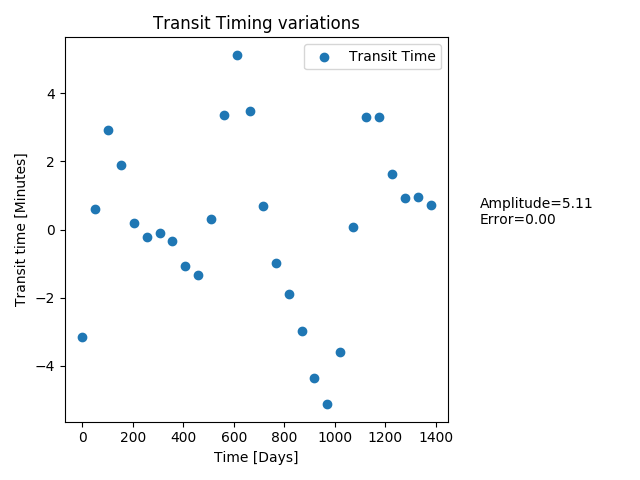 Transit Timing variations
Transit Time
4
2
0
−2
−4
Transit time [Minutes]
0 200 400 600 800 1000 1200 1400
Time [Days]
Amplitude=5.11
Error=0.00